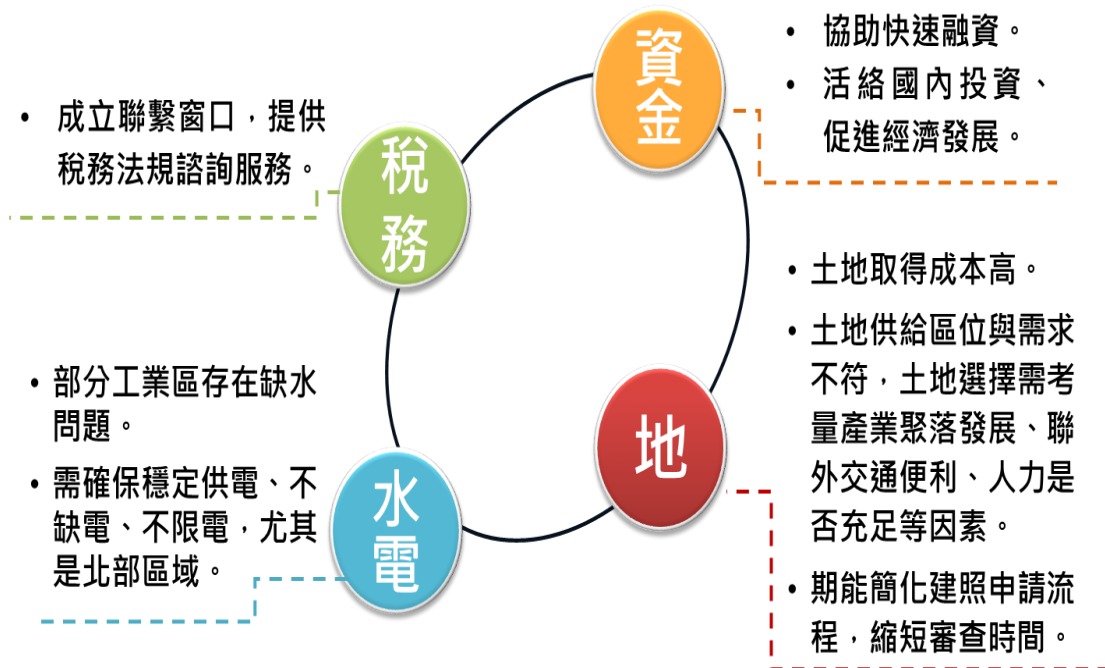 資
金
• 協助快速融資。
• 活絡國內投資、
促進經濟發展。
• 成立聯繫窗口，提供
稅務法規諮詢服務。
稅
務
• 土地取得成本高。
• 土地供給區位與需求
不符，土地選擇需考
量產業聚落發展、聯
外交通便利、人力是
否充足等因素。
• 期能簡化建照申請流
程，縮短審查時間。
地
• 部分工業區存在缺水
問題。
• 需確保穩定供電、不
缺電、不限電，尤其
是北部區域。
水
電